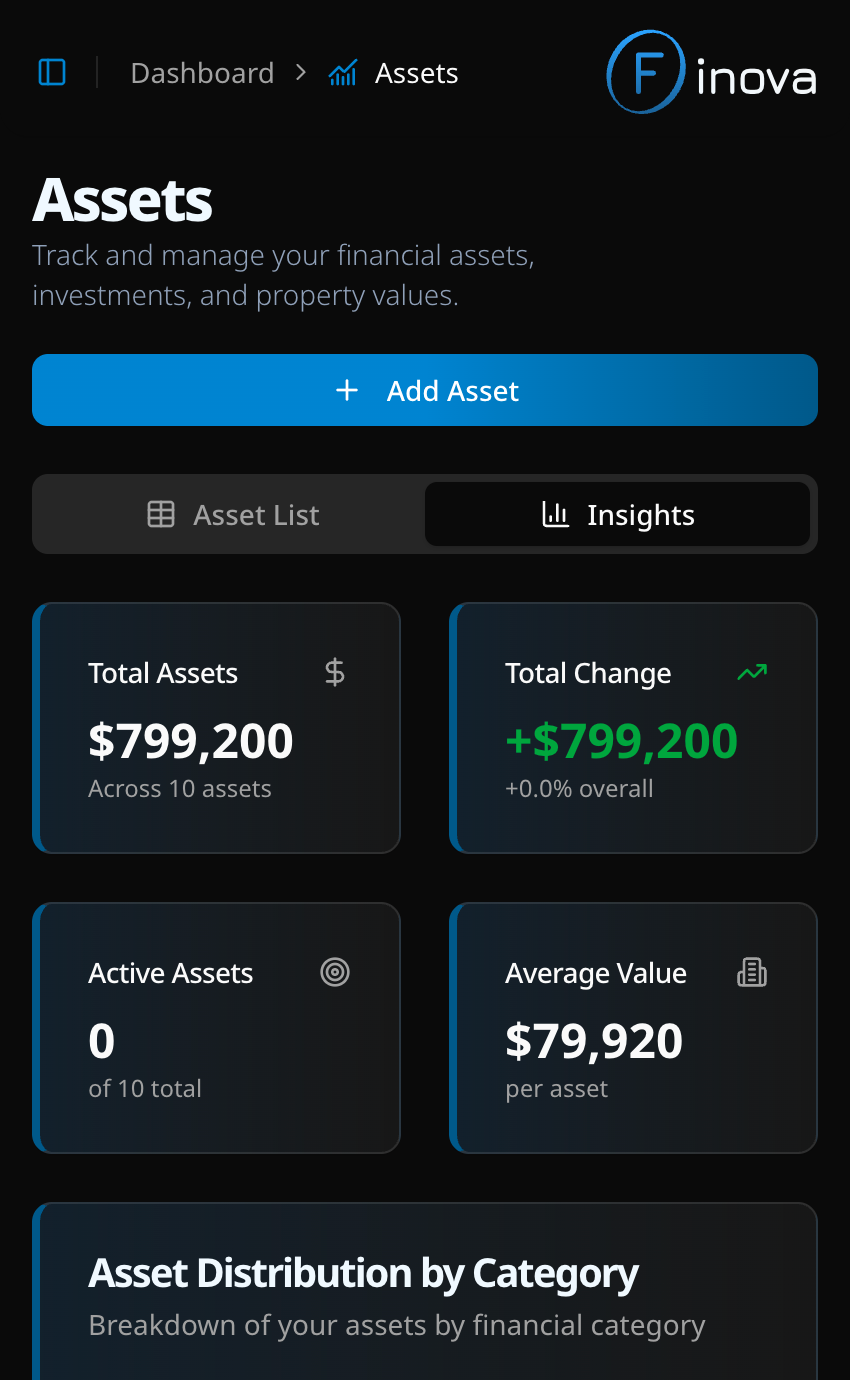 Dashboard > Assets
Finova
Assets
Track and manage your financial assets,
investments, and property values.
+ Add Asset
Asset List
Insights
Total Assets
$799,200
Across 10 assets
Total Change
+$799,200
+0.0% overall
Active Assets
0
of 10 total
Average Value
$79,920
per asset
Asset Distribution by Category
Breakdown of your assets by financial category